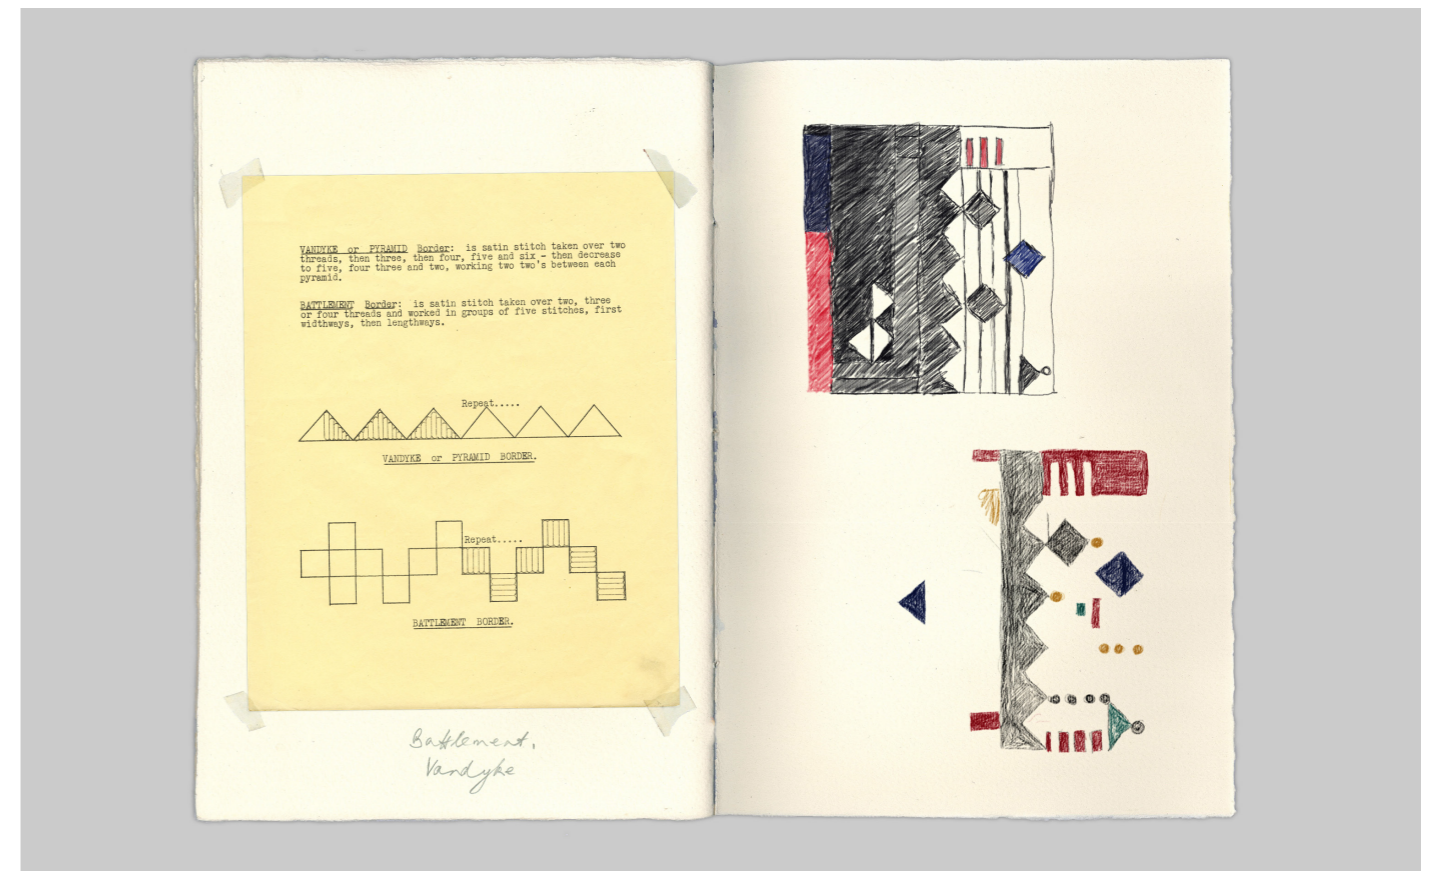 VANDYKE or PYRAMID Border: is satin stitch taken over two
threads, then three, then four, five and six - then decrease
to five, four three and two, working two two's between each
pyramid.
BATTLEMENT Border: is satin stitch taken over two, three
or four threads and worked in groups of five stitches, first
widthways, then lengthways.
Repeat.....
VANDYKE or PYRAMID BORDER.
Repeat.....
BATTLEMENT BORDER.
Battlement,
Vandyke